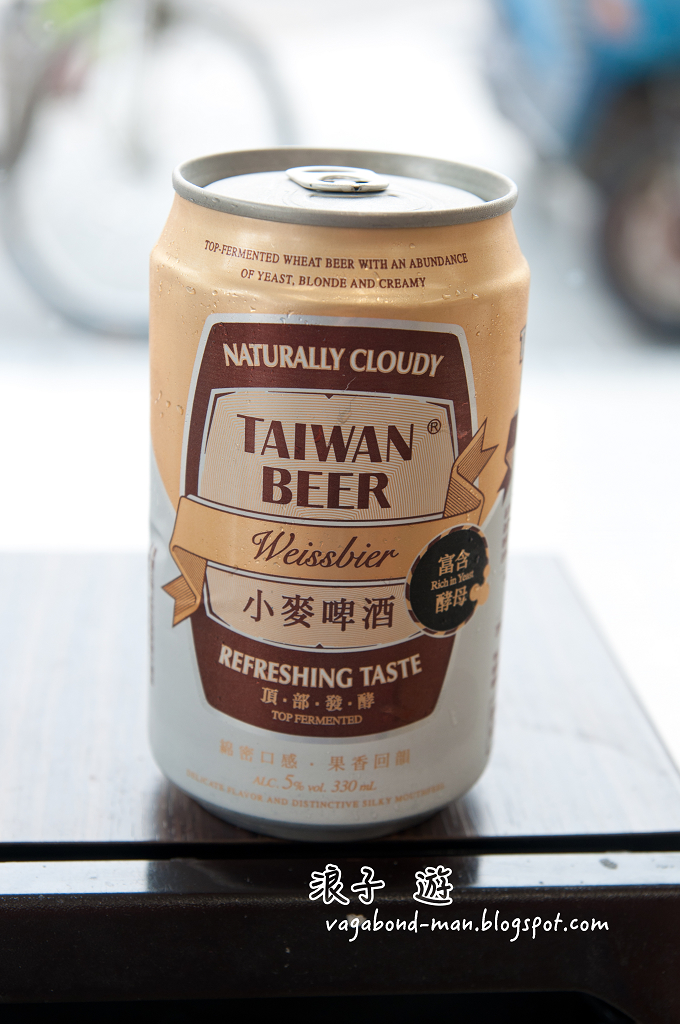 TOP-FERMENTED WHEAT BEER WITH AN ABUNDANCE
OF YEAST, BLONDE AND CREAMY
NATURALLY CLOUDY
TAIWAN ®
BEER
Weissbier
富含
Rich in Yeast
酵母
小麥啤酒
REFRESHING TASTE
頂·部·發·酵
TOP FERMENTED
綿密口感·果香回韻
ALC. 5% vol. 330 ml.
DELICATE FLAVOR AND DISTINCTIVE SILKY MOUTHFEEL
浪子 遊
vagabond-man.blogspot.com